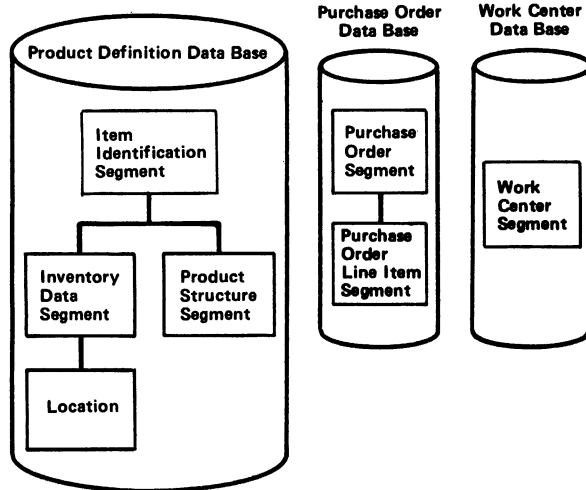 Product Definition Data Base
Item
Identification
Segment
Inventory
Data
Segment
Product
Structure
Segment
Location
Purchase Order
Data Base
Purchase
Order
Segment
Purchase
Order
Line Item
Segment
Work Center
Data Base
Work
Center
Segment